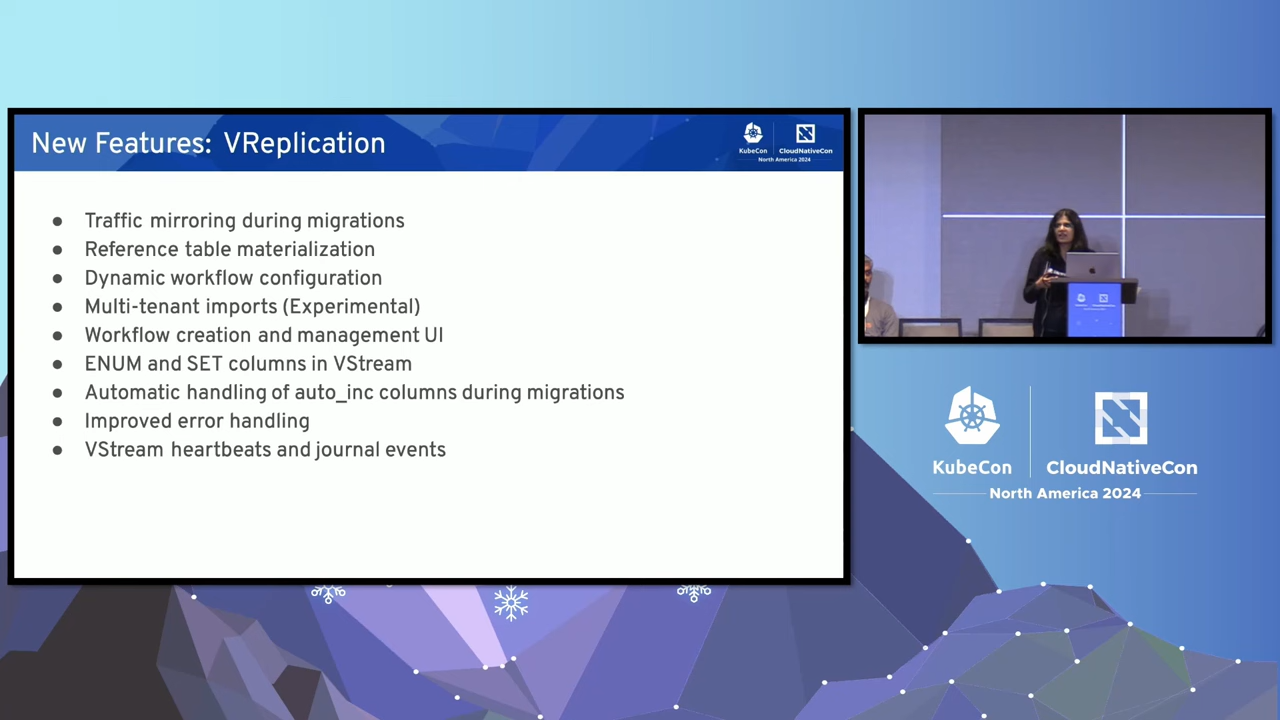 New Features: VReplication
KubeCon
CloudNativeCon
North America 2024
● Traffic mirroring during migrations
● Reference table materialization
● Dynamic workflow configuration
● Multi-tenant imports (Experimental)
● Workflow creation and management UI
● ENUM and SET columns in VStream
● Automatic handling of auto_inc columns during migrations
● Improved error handling
● VStream heartbeats and journal events
KubeCon
CloudNativeCon
North America 2024